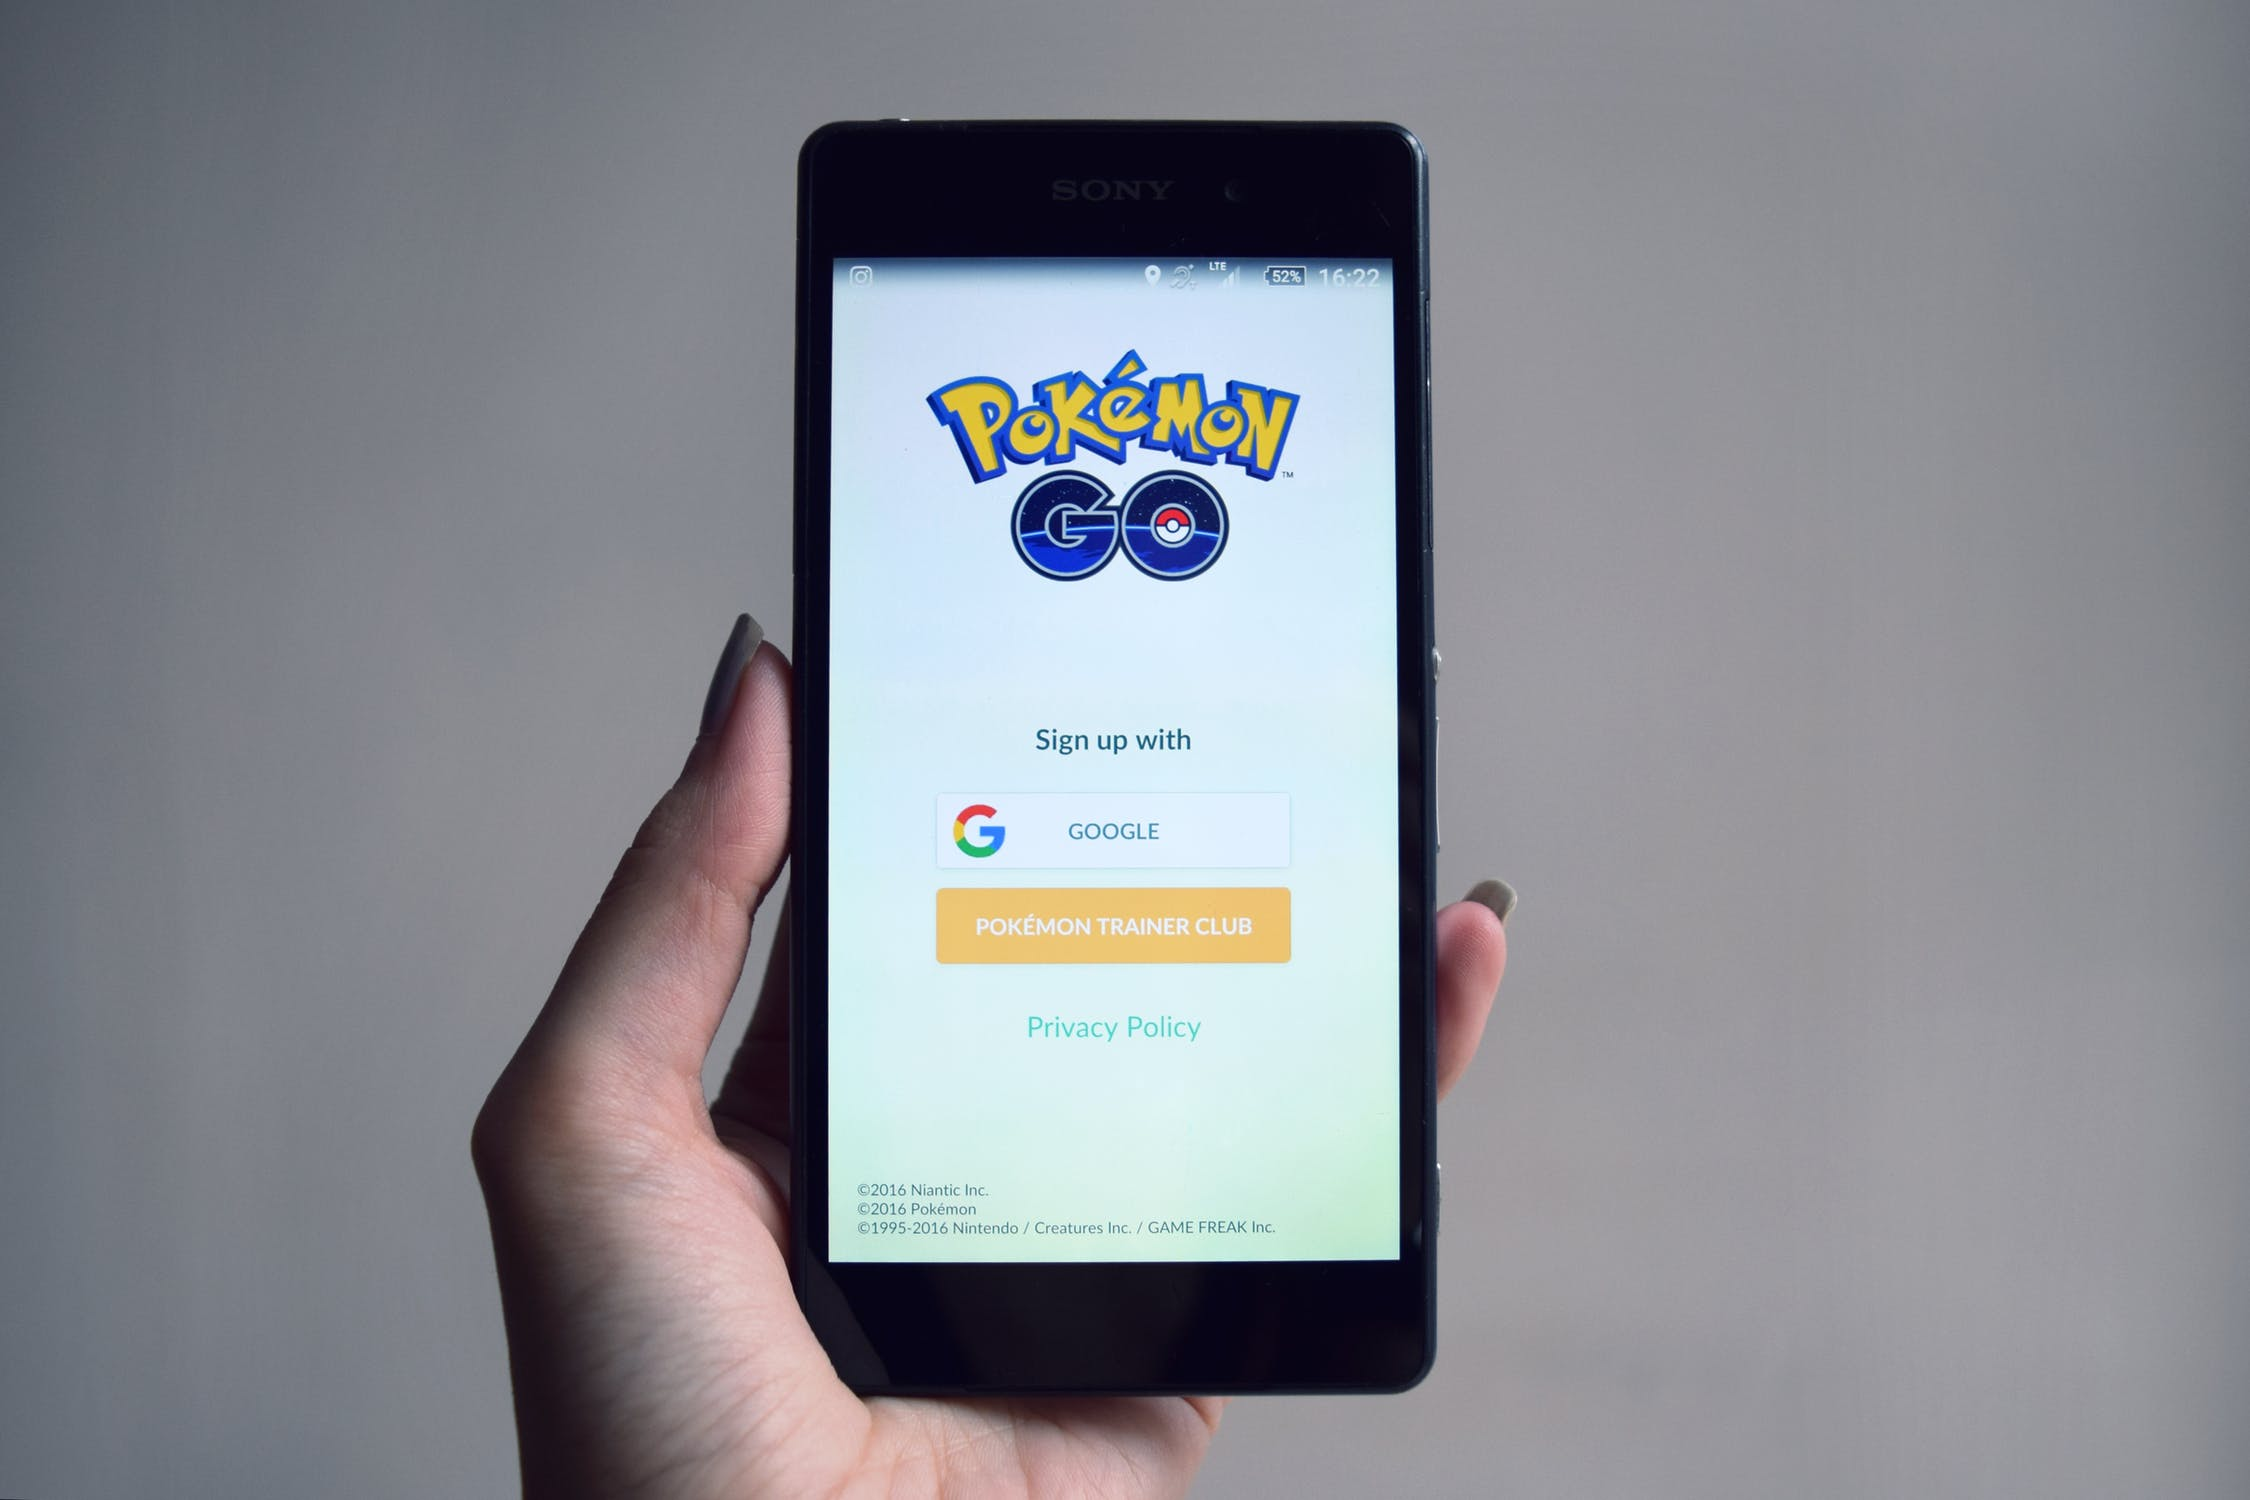 SONY
LTE 52% 16:22
POKéMON
™
GO
Sign up with
GOOGLE
POKÉMON TRAINER CLUB
Privacy Policy
©2016 Niantic Inc.
©2016 Pokémon
©1995-2016 Nintendo / Creatures Inc. / GAME FREAK Inc.